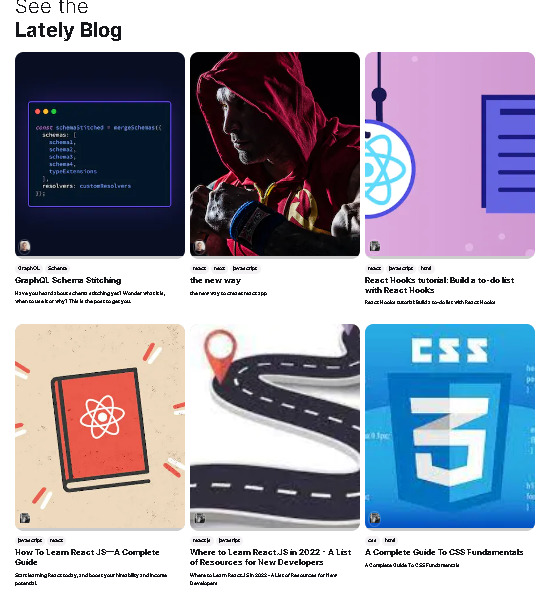 See the
Lately Blog
const schemaStitched = mergeSchemas({
schemas: [
schema1,
schema2,
schema3,
schema4,
typeExtensions
],
resolvers: customResolvers
});
GraphQL Schema
GraphQL Schema Stitching
Have you heard about schema stitching yet? Wonder what it is,
when to use it or why? This is the post to get you
react next javascript
the new way
the new way to creates react app
react javascript html
React Hooks tutorial: Build a to-do list
with React Hooks
React Hooks tutorial: Build a to-do list with React Hooks
javascript react
How To Learn React JS—A Complete
Guide
Start learning React today, and boost your hireability and income
potential.
react js javascript
Where to Learn React.JS in 2022 - A List
of Resources for New Developers
Where to Learn React.JS in 2022 - A List of Resources for New
Developers
CSS
3
css html
A Complete Guide To CSS Fundamentals
A Complete Guide To CSS Fundamentals